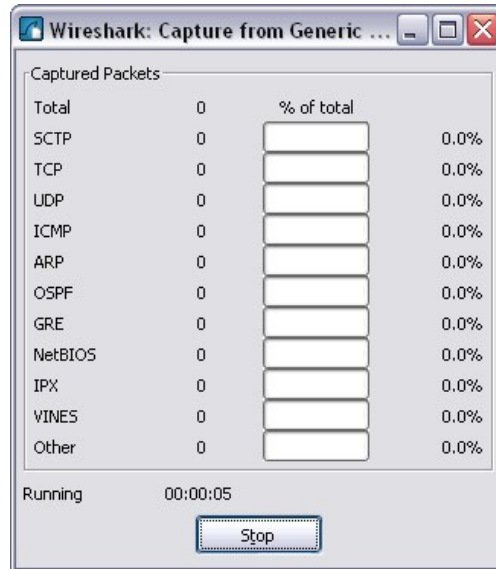 Wireshark: Capture from Generic ...
Captured Packets
Total 0 % of total
SCTP 0 0.0%
TCP 0 0.0%
UDP 0 0.0%
ICMP 0 0.0%
ARP 0 0.0%
OSPF 0 0.0%
GRE 0 0.0%
NetBIOS 0 0.0%
IPX 0 0.0%
VINES 0 0.0%
Other 0 0.0%
Running 00:00:05
Stop